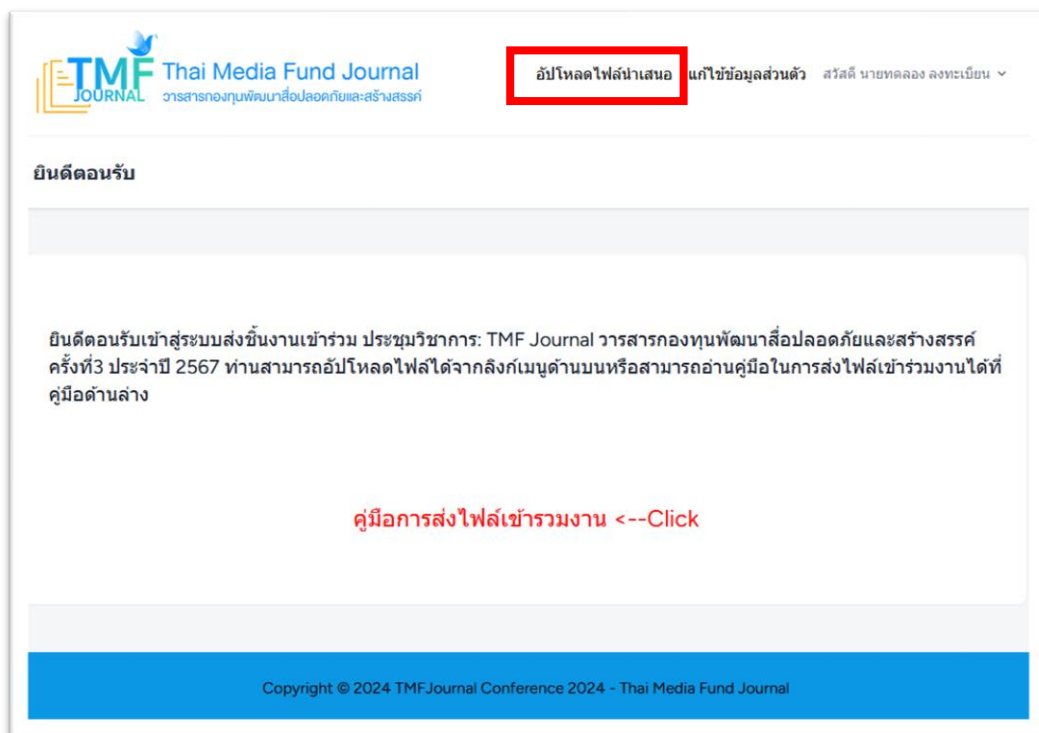 TMF
JOURNAL
Thai Media Fund Journal
วารสารกองทุนพัฒนาสื่อปลอดภัยและสร้างสรรค์
อัปโหลดไฟล์นำเสนอ แก้ไข้ข้อมูลส่วนตัว สวัสดี นายทดลอง ลงทะเบียน
ยินดีตอนรับ
ยินดีตอนรับเข้าสู่ระบบส่งชิ้นงานเข้าร่วม ประชุมวิชาการ: TMF Journal วารสารกองทุนพัฒนาสื่อปลอดภัยและสร้างสรรค์
ครั้งที่3 ประจำปี 2567 ท่านสามารถอัปโหลดไฟล์ได้จากลิงก์เมนูด้านบนหรือสามารถอ่านคู่มือในการส่งไฟล์เข้าร่วมงานได้ที่
คู่มือด้านล่าง
คู่มือการส่งไฟล์เข้ารวมงาน <--Click
Copyright © 2024 TMFJournal Conference 2024 - Thai Media Fund Journal